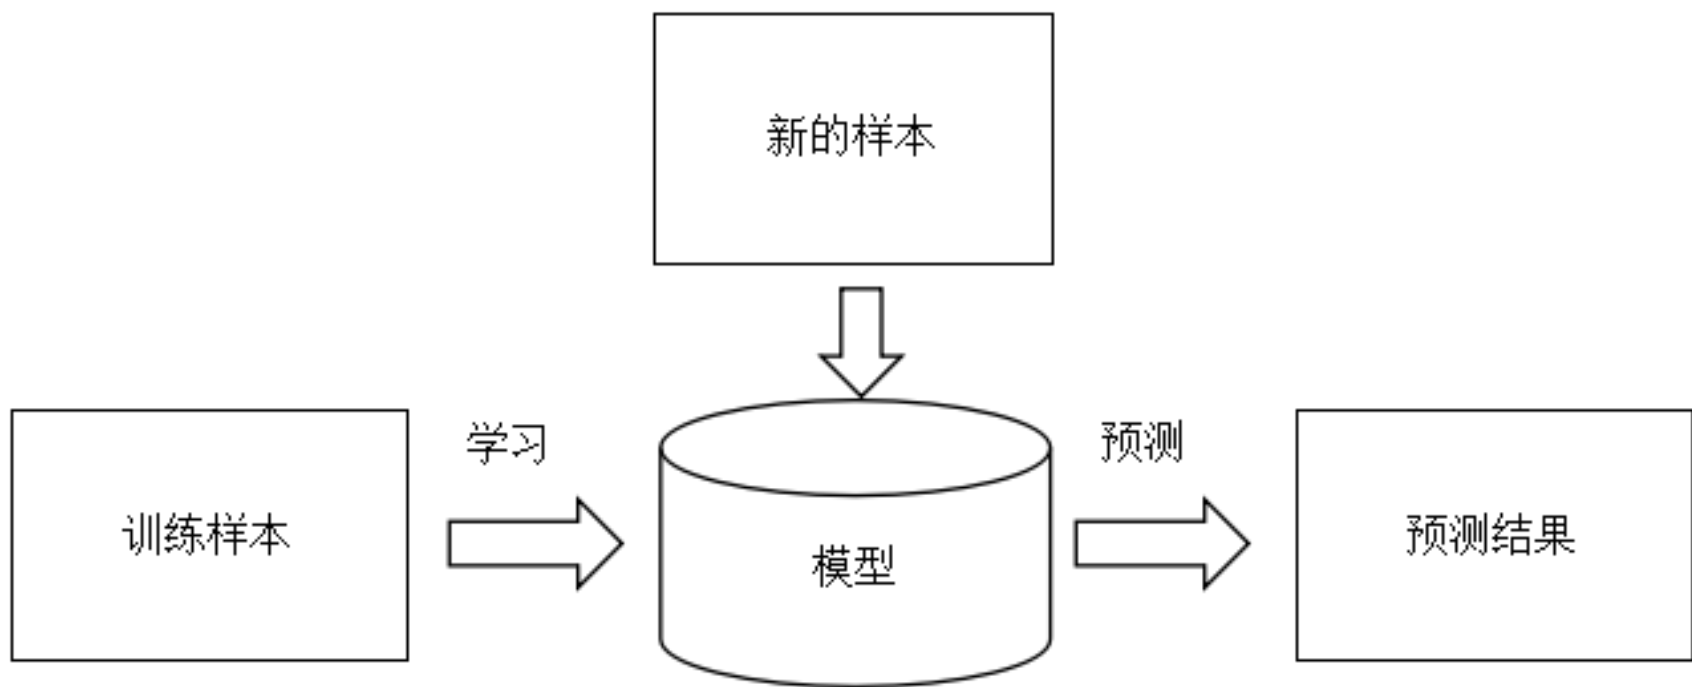 新的样本
学习
预测
训练样本
模型
预测结果